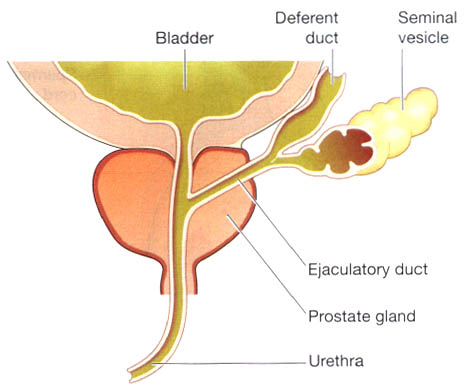 Deferent
duct
Seminal
vesicle
Bladder
Ejaculatory duct
Prostate gland
Urethra